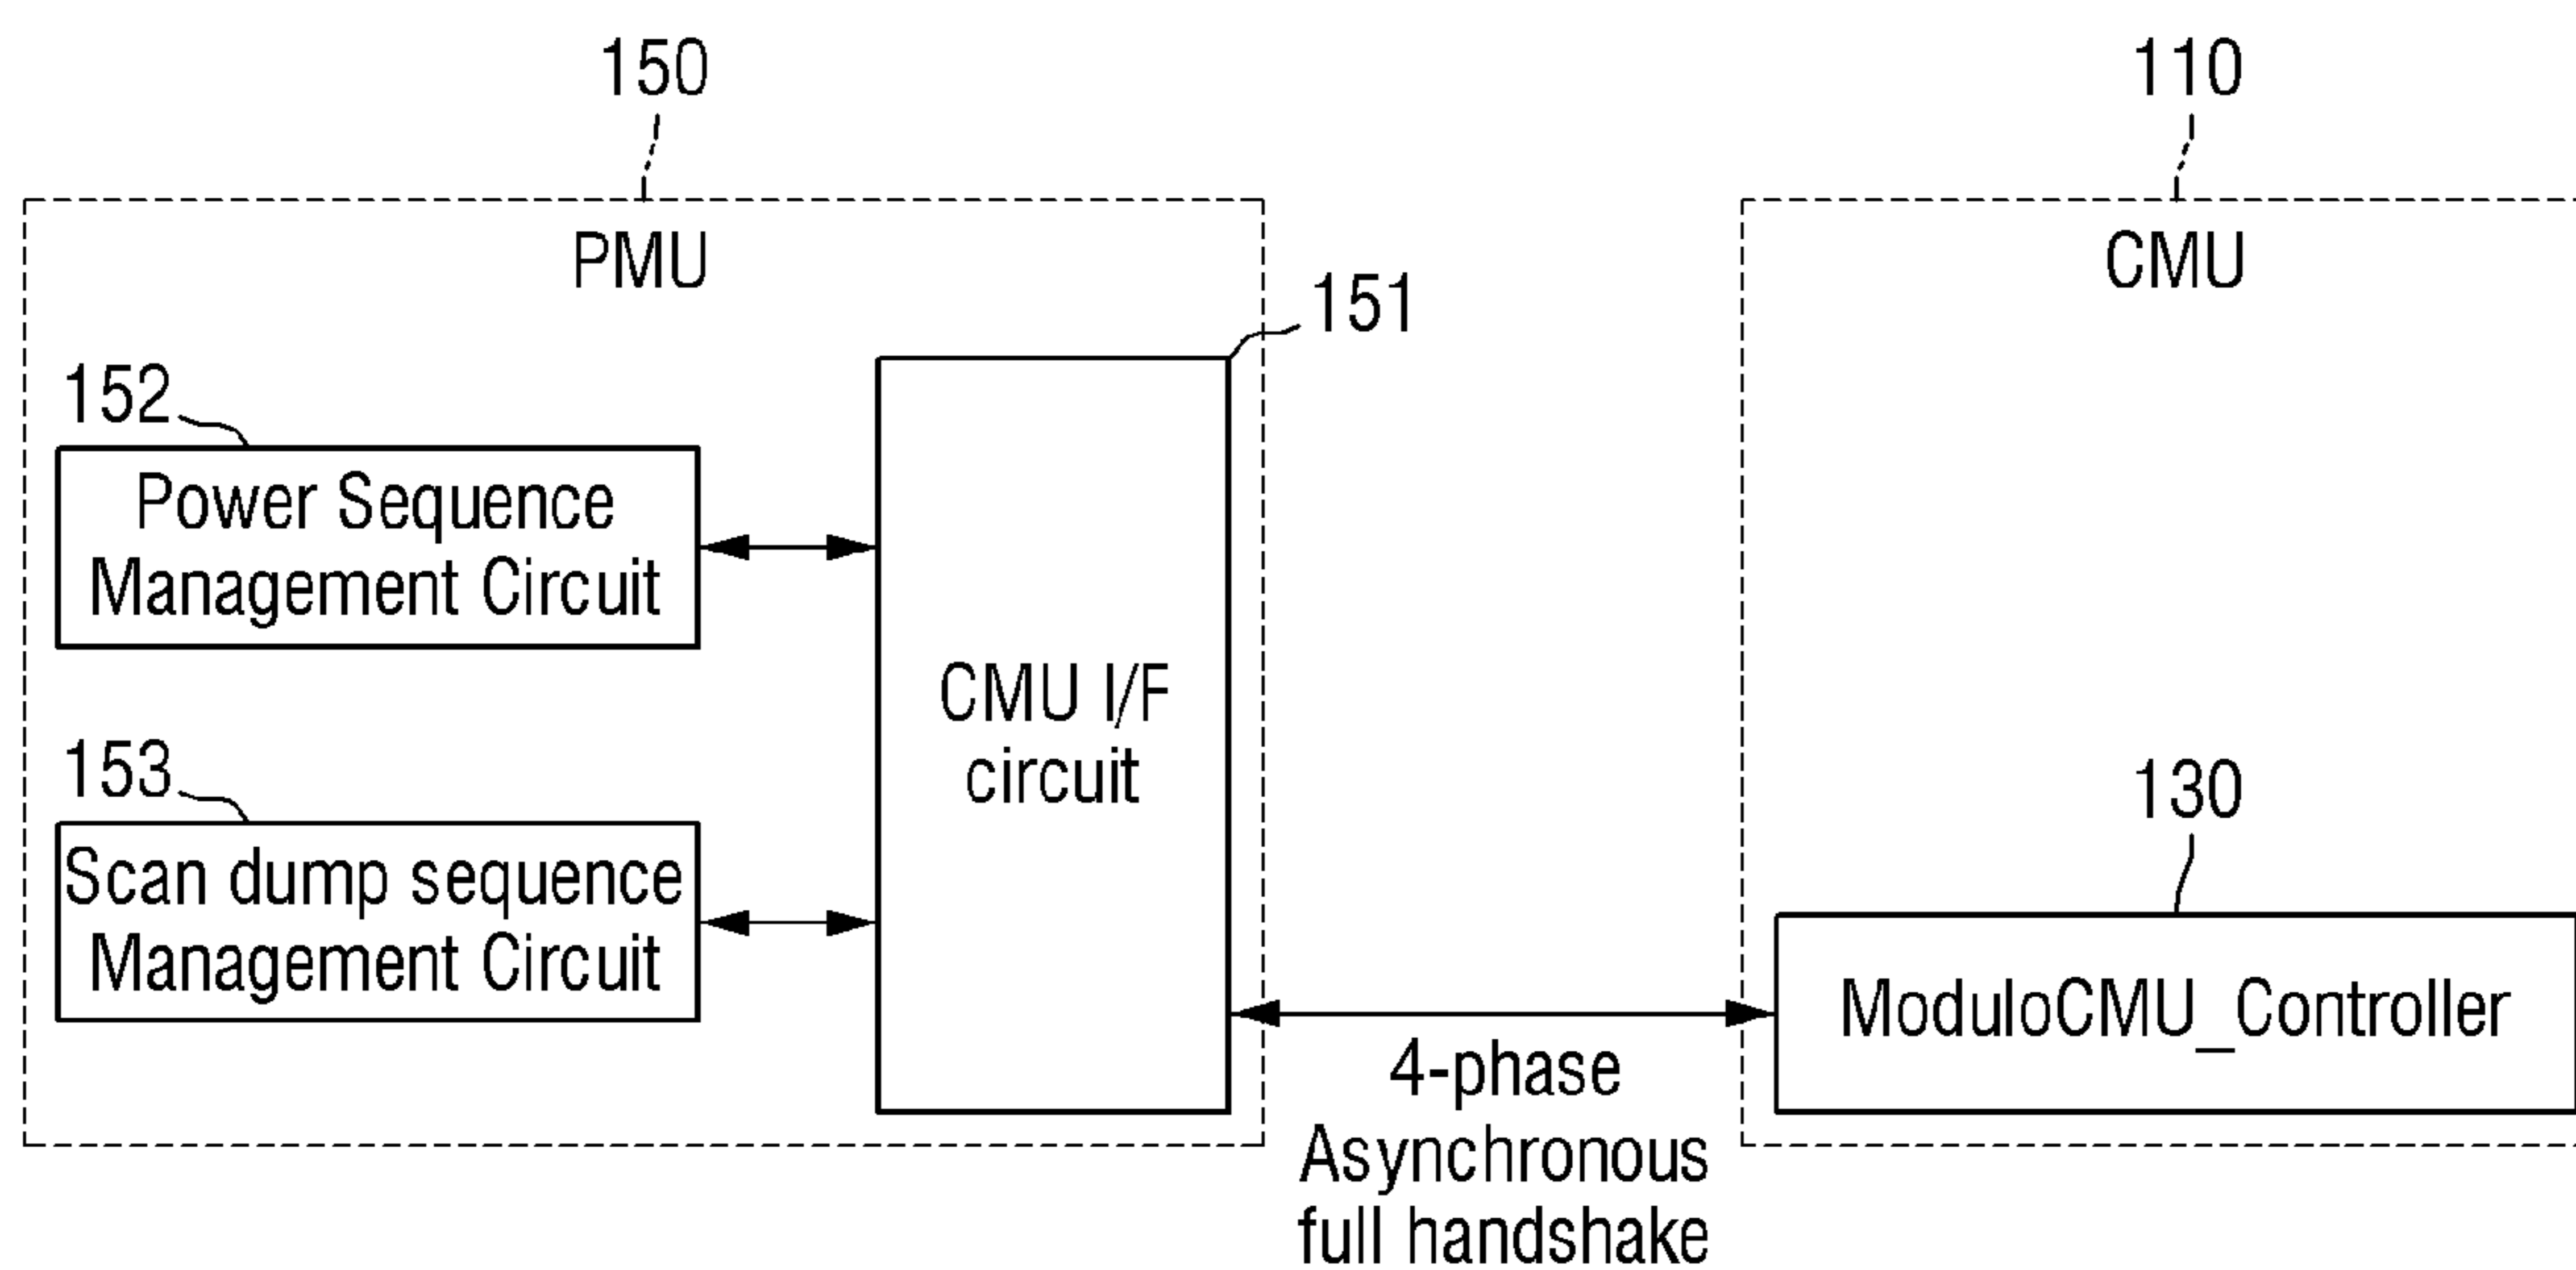 150
110
PMU
CMU
151
152
Power Sequence
Management Circuit
CMU I/F
circuit
153
Scan dump sequence
Management Circuit
130
ModuloCMU_Controller
4-phase
Asynchronous
full handshake